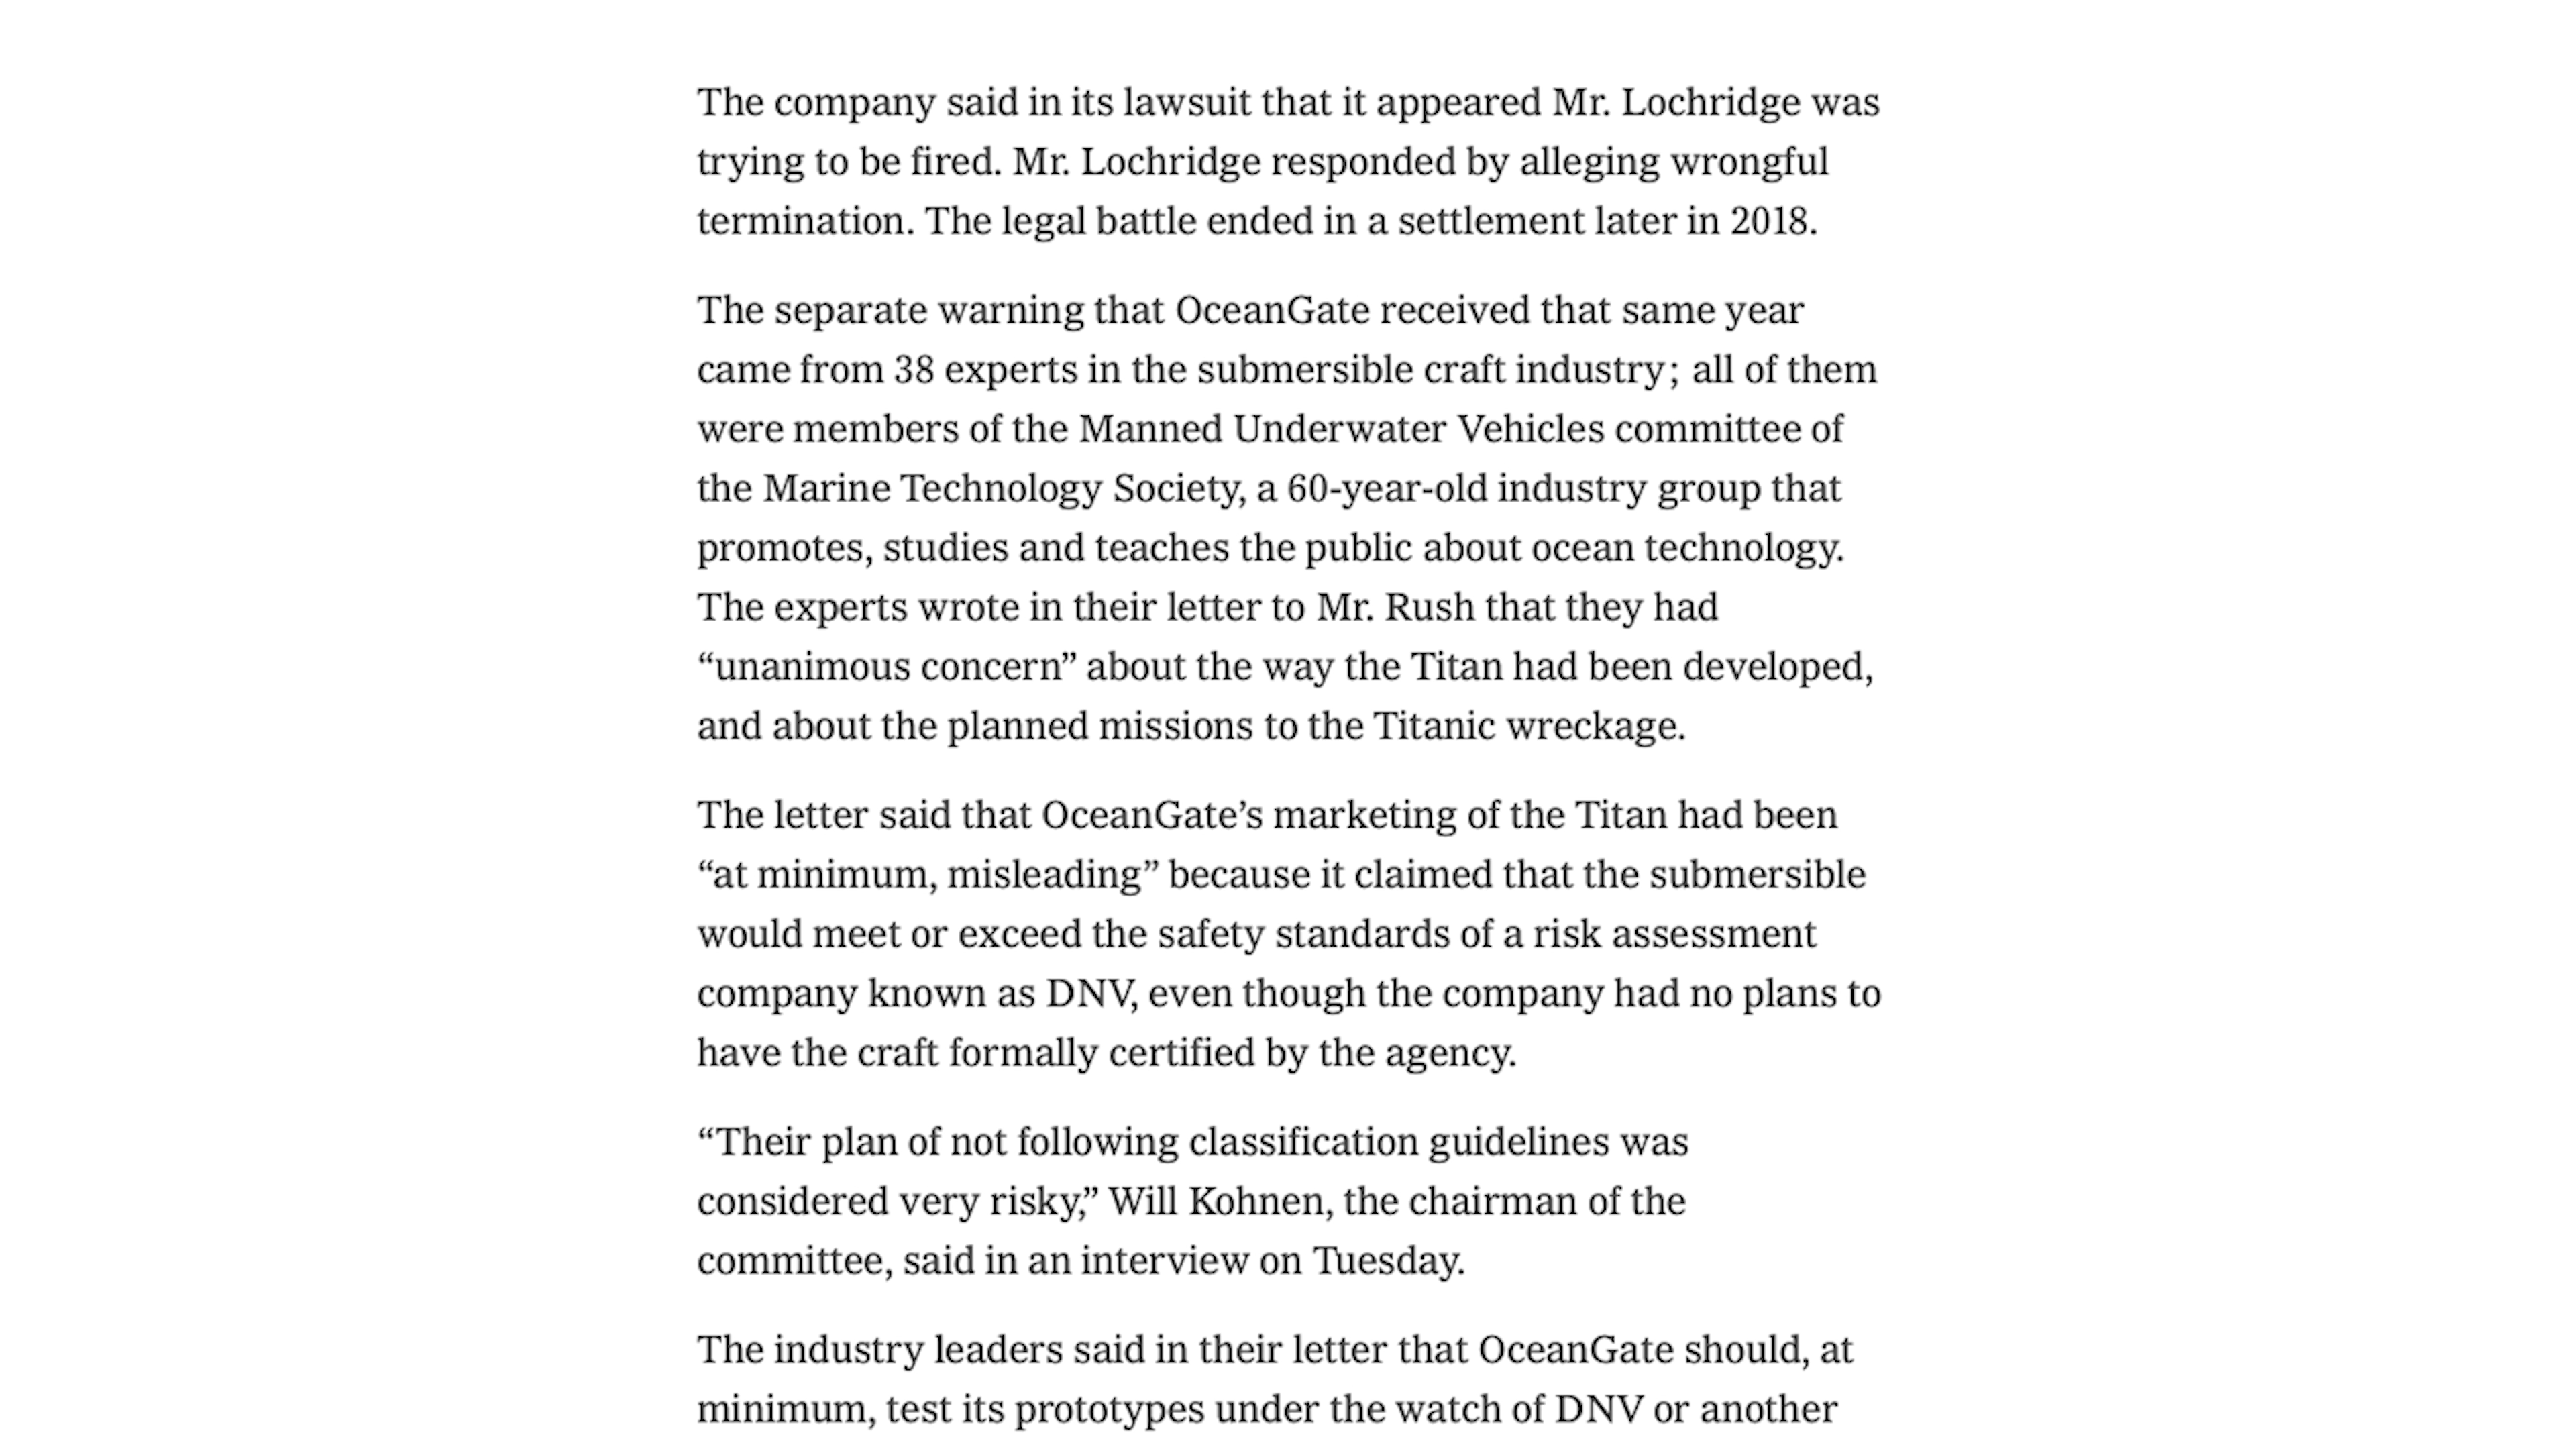 The company said in its lawsuit that it appeared Mr. Lochridge was
trying to be fired. Mr. Lochridge responded by alleging wrongful
termination. The legal battle ended in a settlement later in 2018.
The separate warning that OceanGate received that same year
came from 38 experts in the submersible craft industry; all of them
were members of the Manned Underwater Vehicles committee of
the Marine Technology Society, a 60-year-old industry group that
promotes, studies and teaches the public about ocean technology.
The experts wrote in their letter to Mr. Rush that they had
“unanimous concern” about the way the Titan had been developed,
and about the planned missions to the Titanic wreckage.
The letter said that OceanGate’s marketing of the Titan had been
“at minimum, misleading” because it claimed that the submersible
would meet or exceed the safety standards of a risk assessment
company known as DNV, even though the company had no plans to
have the craft formally certified by the agency.
“Their plan of not following classification guidelines was
considered very risky,” Will Kohnen, the chairman of the
committee, said in an interview on Tuesday.
The industry leaders said in their letter that OceanGate should, at
minimum, test its prototypes under the watch of DNV or another